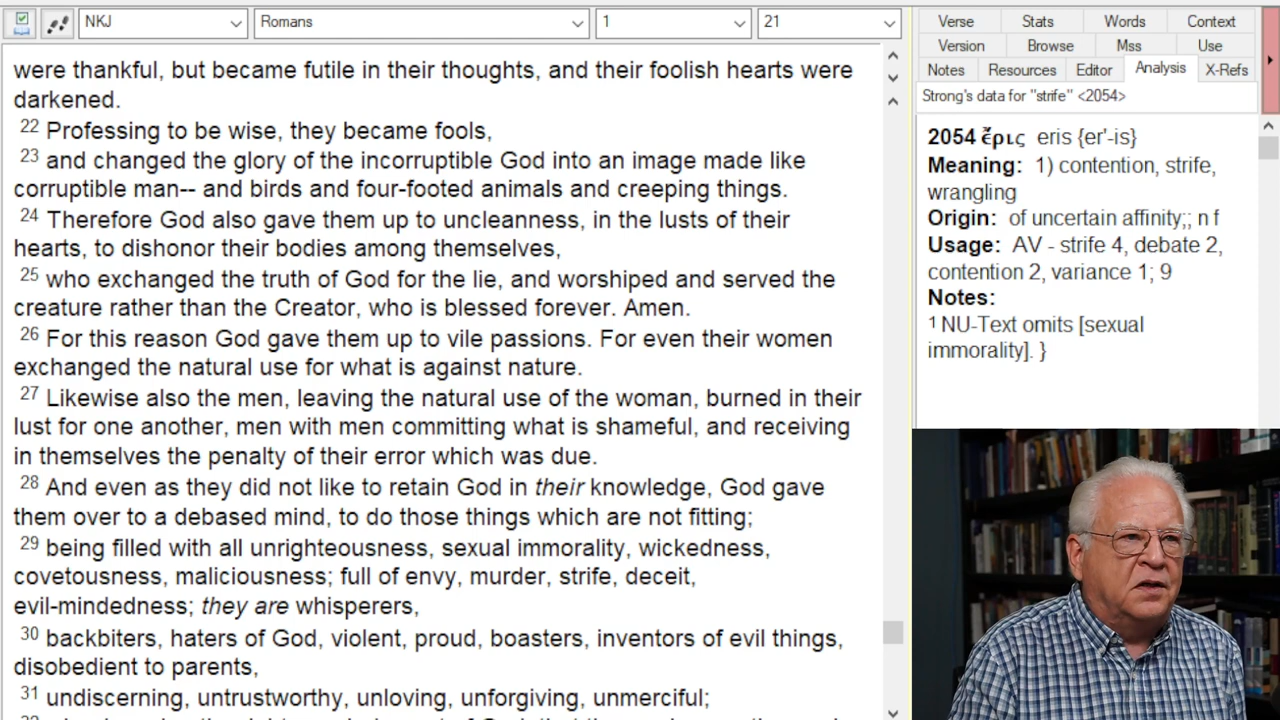 NKJ
Romans
1
21
were thankful, but became futile in their thoughts, and their foolish hearts were
darkened.
22 Professing to be wise, they became fools,
23 and changed the glory of the incorruptible God into an image made like
corruptible man-- and birds and four-footed animals and creeping things.
24 Therefore God also gave them up to uncleanness, in the lusts of their
hearts, to dishonor their bodies among themselves,
25 who exchanged the truth of God for the lie, and worshiped and served the
creature rather than the Creator, who is blessed forever. Amen.
26 For this reason God gave them up to vile passions. For even their women
exchanged the natural use for what is against nature.
27 Likewise also the men, leaving the natural use of the woman, burned in their
lust for one another, men with men committing what is shameful, and receiving
in themselves the penalty of their error which was due.
28 And even as they did not like to retain God in their knowledge, God gave
them over to a debased mind, to do those things which are not fitting;
29 being filled with all unrighteousness, sexual immorality, wickedness,
covetousness, maliciousness; full of envy, murder, strife, deceit,
evil-mindedness; they are whisperers,
30 backbiters, haters of God, violent, proud, boasters, inventors of evil things,
disobedient to parents,
31 undiscerning, untrustworthy, unloving, unforgiving, unmerciful;
Verse Stats Words Context
Version Browse Mss Use
Notes Resources Editor Analysis X-Refs
Strong's data for "strife" <2054>
2054 ἔρις eris {er'-is}
Meaning: 1) contention, strife,
wrangling
Origin: of uncertain affinity;; n f
Usage: AV - strife 4, debate 2,
contention 2, variance 1; 9
Notes:
1 NU-Text omits [sexual
immorality]. }